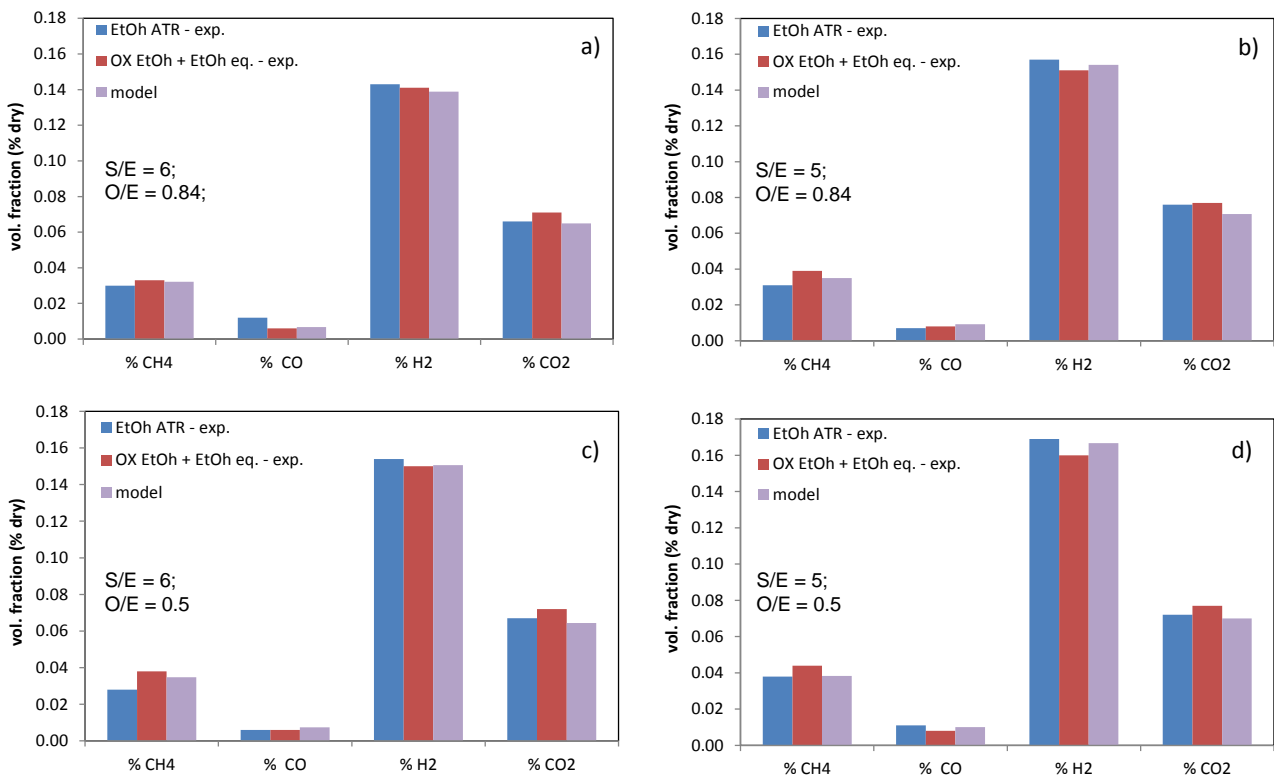 a)
EtOh ATR - exp.
OX EtOh + EtOh eq. - exp.
model
S/E = 6;
O/E = 0.84;
vol. fraction (% dry)
0.18
0.16
0.14
0.12
0.10
0.08
0.06
0.04
0.02
0.00
% CH4 % CO % H2 % CO2
b)
EtOh ATR - exp.
OX EtOh + EtOh eq. - exp.
model
S/E = 5;
O/E = 0.84
vol. fraction (% dry)
0.18
0.16
0.14
0.12
0.10
0.08
0.06
0.04
0.02
0.00
% CH4 % CO % H2 % CO2
c)
EtOh ATR - exp.
OX EtOh + EtOh eq. - exp.
model
S/E = 6;
O/E = 0.5
vol. fraction (% dry)
0.18
0.16
0.14
0.12
0.10
0.08
0.06
0.04
0.02
0.00
% CH4 % CO % H2 % CO2
d)
EtOh ATR - exp.
OX EtOh + EtOh eq. - exp.
model
S/E = 5;
O/E = 0.5
vol. fraction (% dry)
0.18
0.16
0.14
0.12
0.10
0.08
0.06
0.04
0.02
0.00
% CH4 % CO % H2 % CO2